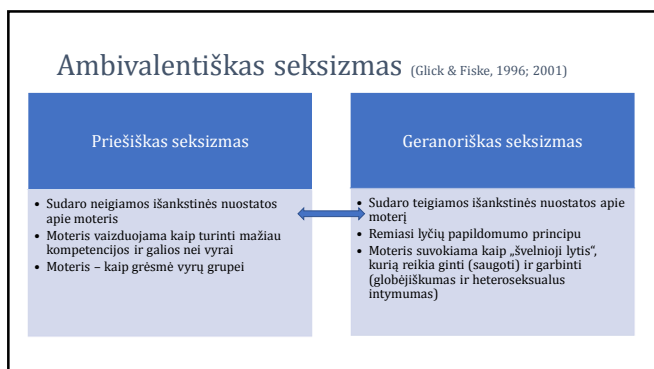 Ambivalentiškas seksizmas (Glick & Fiske, 1996; 2001)
Priešiškas seksizmas
• Sudaro neigiamos išankstinės nuostatos
apie moteris
• Moteris vaizduojama kaip turinti mažiau
kompetencijos ir galios nei vyrai
• Moteris – kaip grėsmė vyrų grupei
Geranoriškas seksizmas
• Sudaro teigiamos išankstinės nuostatos apie
moterį
• Remiasi lyčių papildomumo principu
• Moteris suvokiama kaip „švelnioji lytis“,
kurią reikia ginti (saugoti) ir garbinti
(globėjiškumas ir heteroseksualus
intymumas)